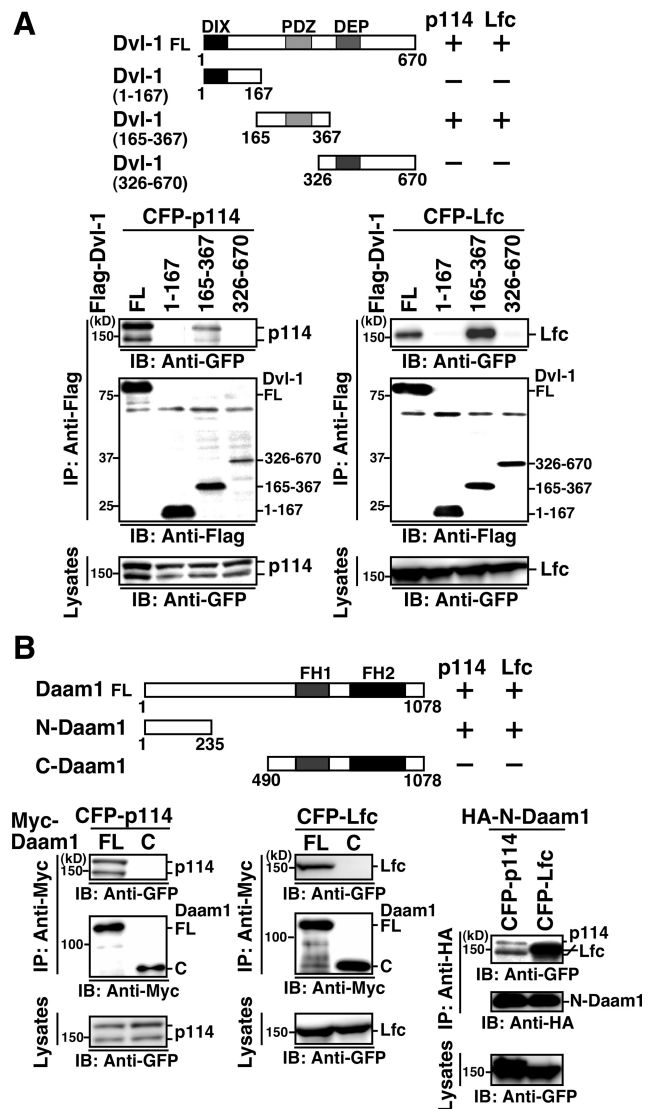 A
DIX PDZ DEP p114 Lfc
Dvl-1 FL + +
1 670
Dvl-1 − −
(1-167) 1 167
Dvl-1 + +
(165-367) 165 367
Dvl-1 − −
(326-670) 326 670
Flag-Dvl-1
CFP-p114
FL 1-167 165-367 326-670
(kD)
150 p114
IB: Anti-GFP
IP: Anti-Flag
Dvl-1
75 FL
37 326-670
165-367
25 1-167
IB: Anti-Flag
Lysates
150 p114
IB: Anti-GFP
Flag-Dvl-1
CFP-Lfc
FL 1-167 165-367 326-670
(kD)
150 Lfc
IB: Anti-GFP
IP: Anti-Flag
Dvl-1
75 FL
37 326-670
165-367
25 1-167
IB: Anti-Flag
Lysates
150 Lfc
IB: Anti-GFP
B
FH1 FH2 p114 Lfc
Daam1 FL + +
1 1078
N-Daam1 + +
1 235
C-Daam1 − −
490 1078
Myc-Daam1
CFP-p114
FL C
(kD)
150 p114
IB: Anti-GFP
IP: Anti-Myc
Daam1
FL
100
C
IB: Anti-Myc
Lysates
150 p114
IB: Anti-GFP
CFP-Lfc
FL C
(kD)
150 Lfc
IB: Anti-GFP
IP: Anti-Myc
Daam1
FL
100
C
IB: Anti-Myc
Lysates
150 Lfc
IB: Anti-GFP
HA-N-Daam1
CFP-p114 CFP-Lfc
(kD) p114
150 Lfc
IB: Anti-GFP
IP: Anti-HA
N-Daam1
IB: Anti-HA
Lysates
150
IB: Anti-GFP